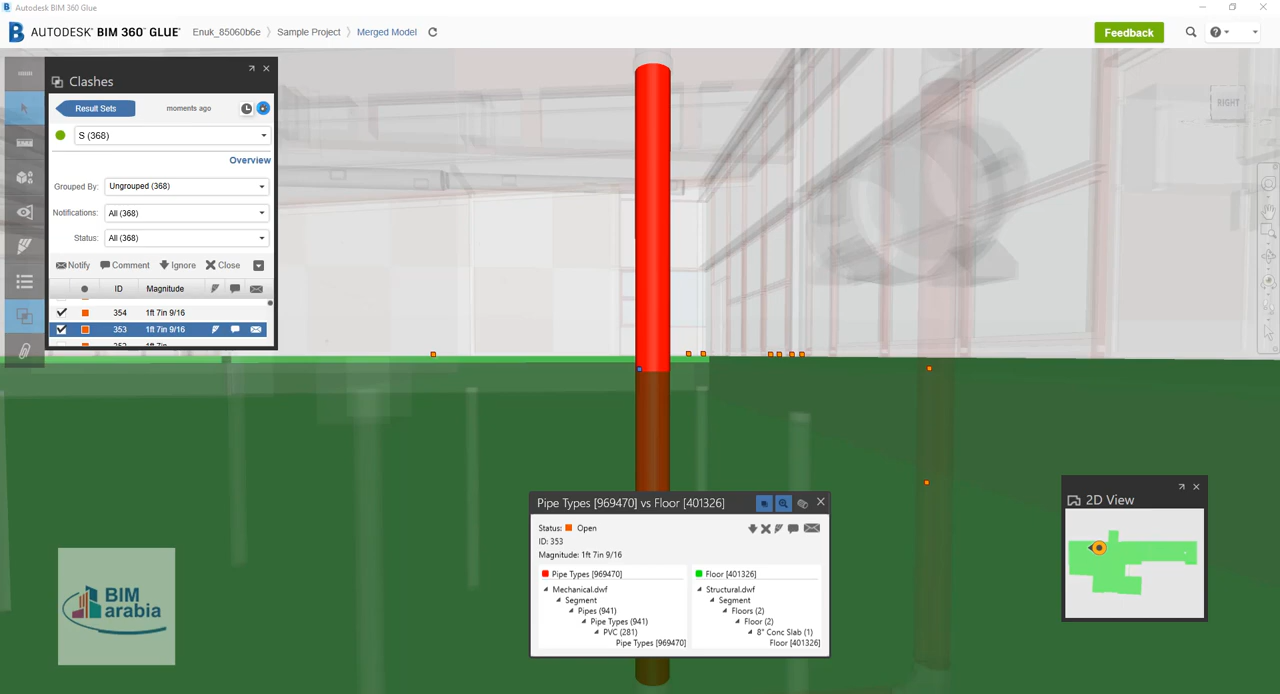 Autodesk BIM 360 Glue
AUTODESK® BIM 360™ GLUE®
Enuk_85060b6e
Sample Project
Merged Model
Feedback
Clashes
Result Sets
moments ago
S (368)
Overview
Grouped By: Ungrouped (368)
Notifications: All (368)
Status: All (368)
Notify Comment Ignore Close
ID Magnitude
354 1ft 7in 9/16
353 1ft 7in 9/16
RIGHT
Pipe Types [969470] vs Floor [401326]
Status: Open
ID: 353
Magnitude: 1ft 7in 9/16
Pipe Types [969470]
Mechanical.dwf
Segment
Pipes (941)
Pipe Types (941)
PVC (281)
Pipe Types [969470]
Floor [401326]
Structural.dwf
Segment
Floors (2)
Floor (2)
8" Conc Slab (1)
Floor [401326]
2D View
BIM
arabia